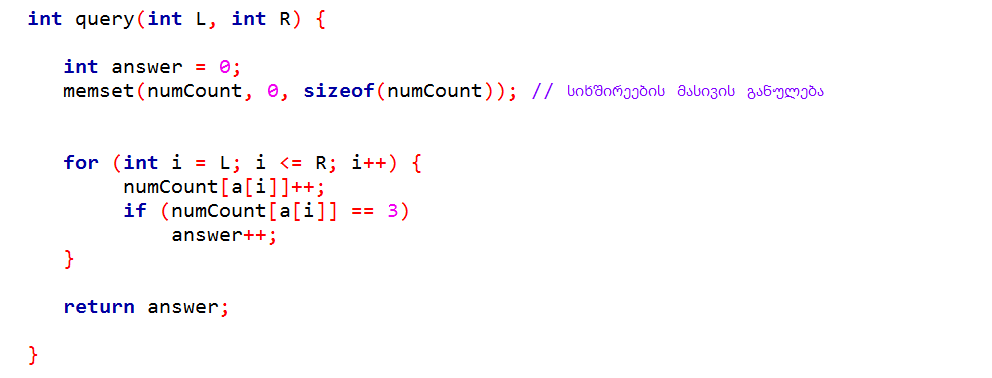 int query(int L, int R) {
int answer = 0;
memset(numCount, 0, sizeof(numCount)); // სიხშირეების მასივის განულება
for (int i = L; i <= R; i++) {
numCount[a[i]]++;
if (numCount[a[i]] == 3)
answer++;
}
return answer;
}